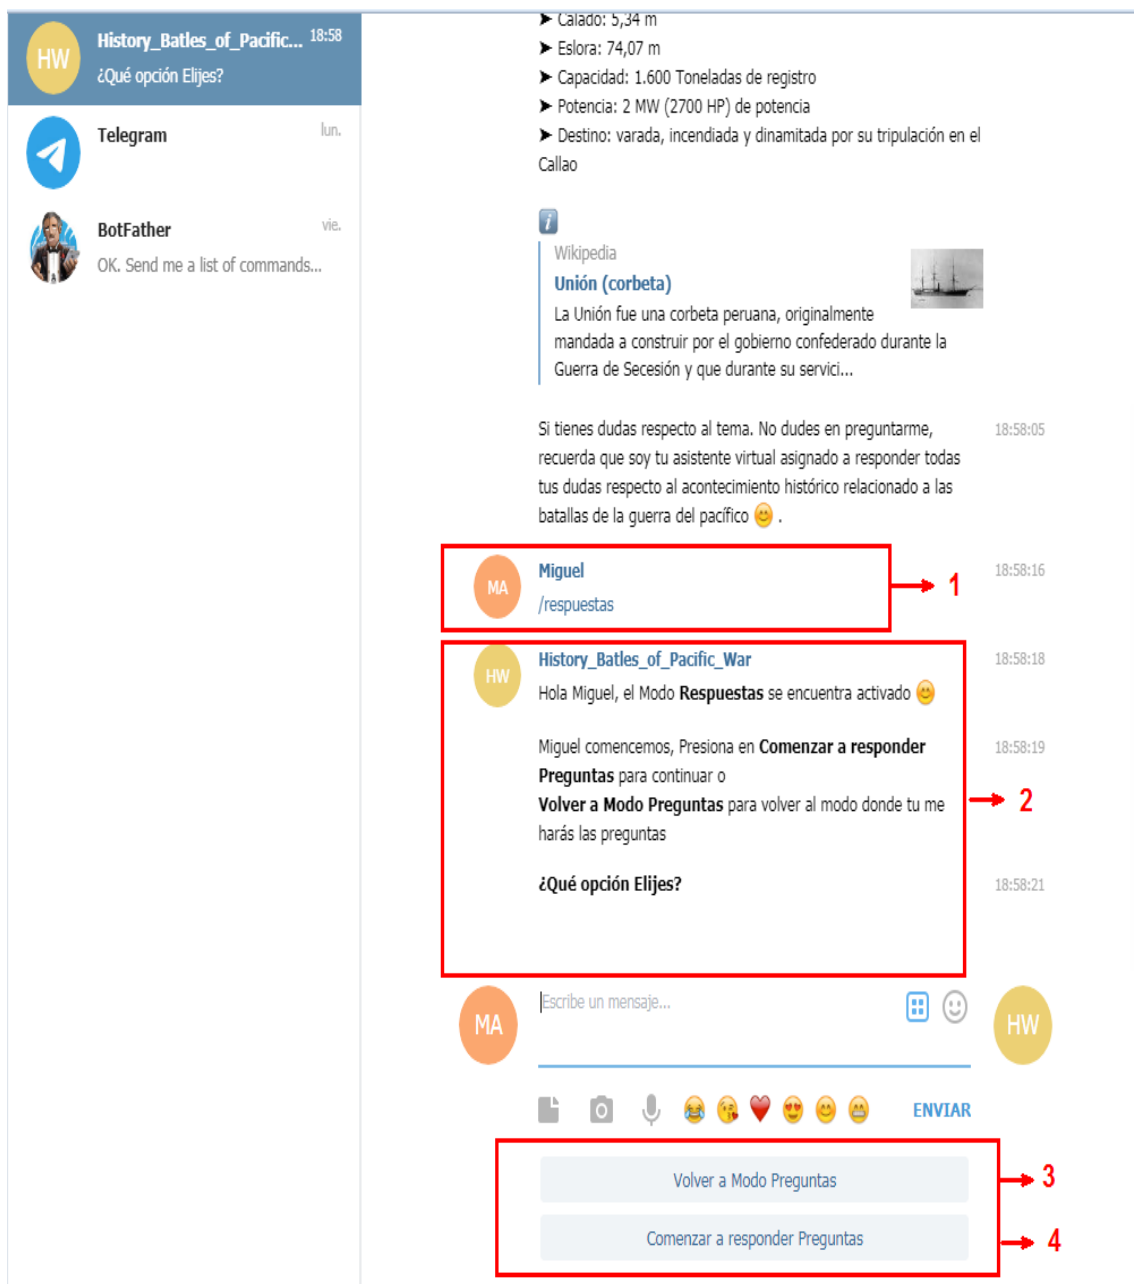 HW
History_Batles_of_Pacific... 18:58
¿Qué opción Elijes?
Telegram lun.
BotFather vie.
OK. Send me a list of commands...
➤ Calado: 5,34 m
➤ Eslora: 74,07 m
➤ Capacidad: 1.600 Toneladas de registro
➤ Potencia: 2 MW (2700 HP) de potencia
➤ Destino: varada, incendiada y dinamitada por su tripulación en el
Callao
i
Wikipedia
Unión (corbeta)
La Unión fue una corbeta peruana, originalmente
mandada a construir por el gobierno confederado durante la
Guerra de Secesión y que durante su servici...
Si tienes dudas respecto al tema. No dudes en preguntarme, 18:58:05
recuerda que soy tu asistente virtual asignado a responder todas
tus dudas respecto al acontecimiento histórico relacionado a las
batallas de la guerra del pacífico 😊 .
MA
Miguel 18:58:16
/respuestas
1
HW
History_Batles_of_Pacific_War 18:58:18
Hola Miguel, el Modo Respuestas se encuentra activado 😊
Miguel comencemos, Presiona en Comenzar a responder 18:58:19
Preguntas para continuar o
Volver a Modo Preguntas para volver al modo donde tu me
harás las preguntas
2
¿Qué opción Elijes? 18:58:21
MA
Escribe un mensaje...
HW
ENVIAR
Volver a Modo Preguntas
3
Comenzar a responder Preguntas
4